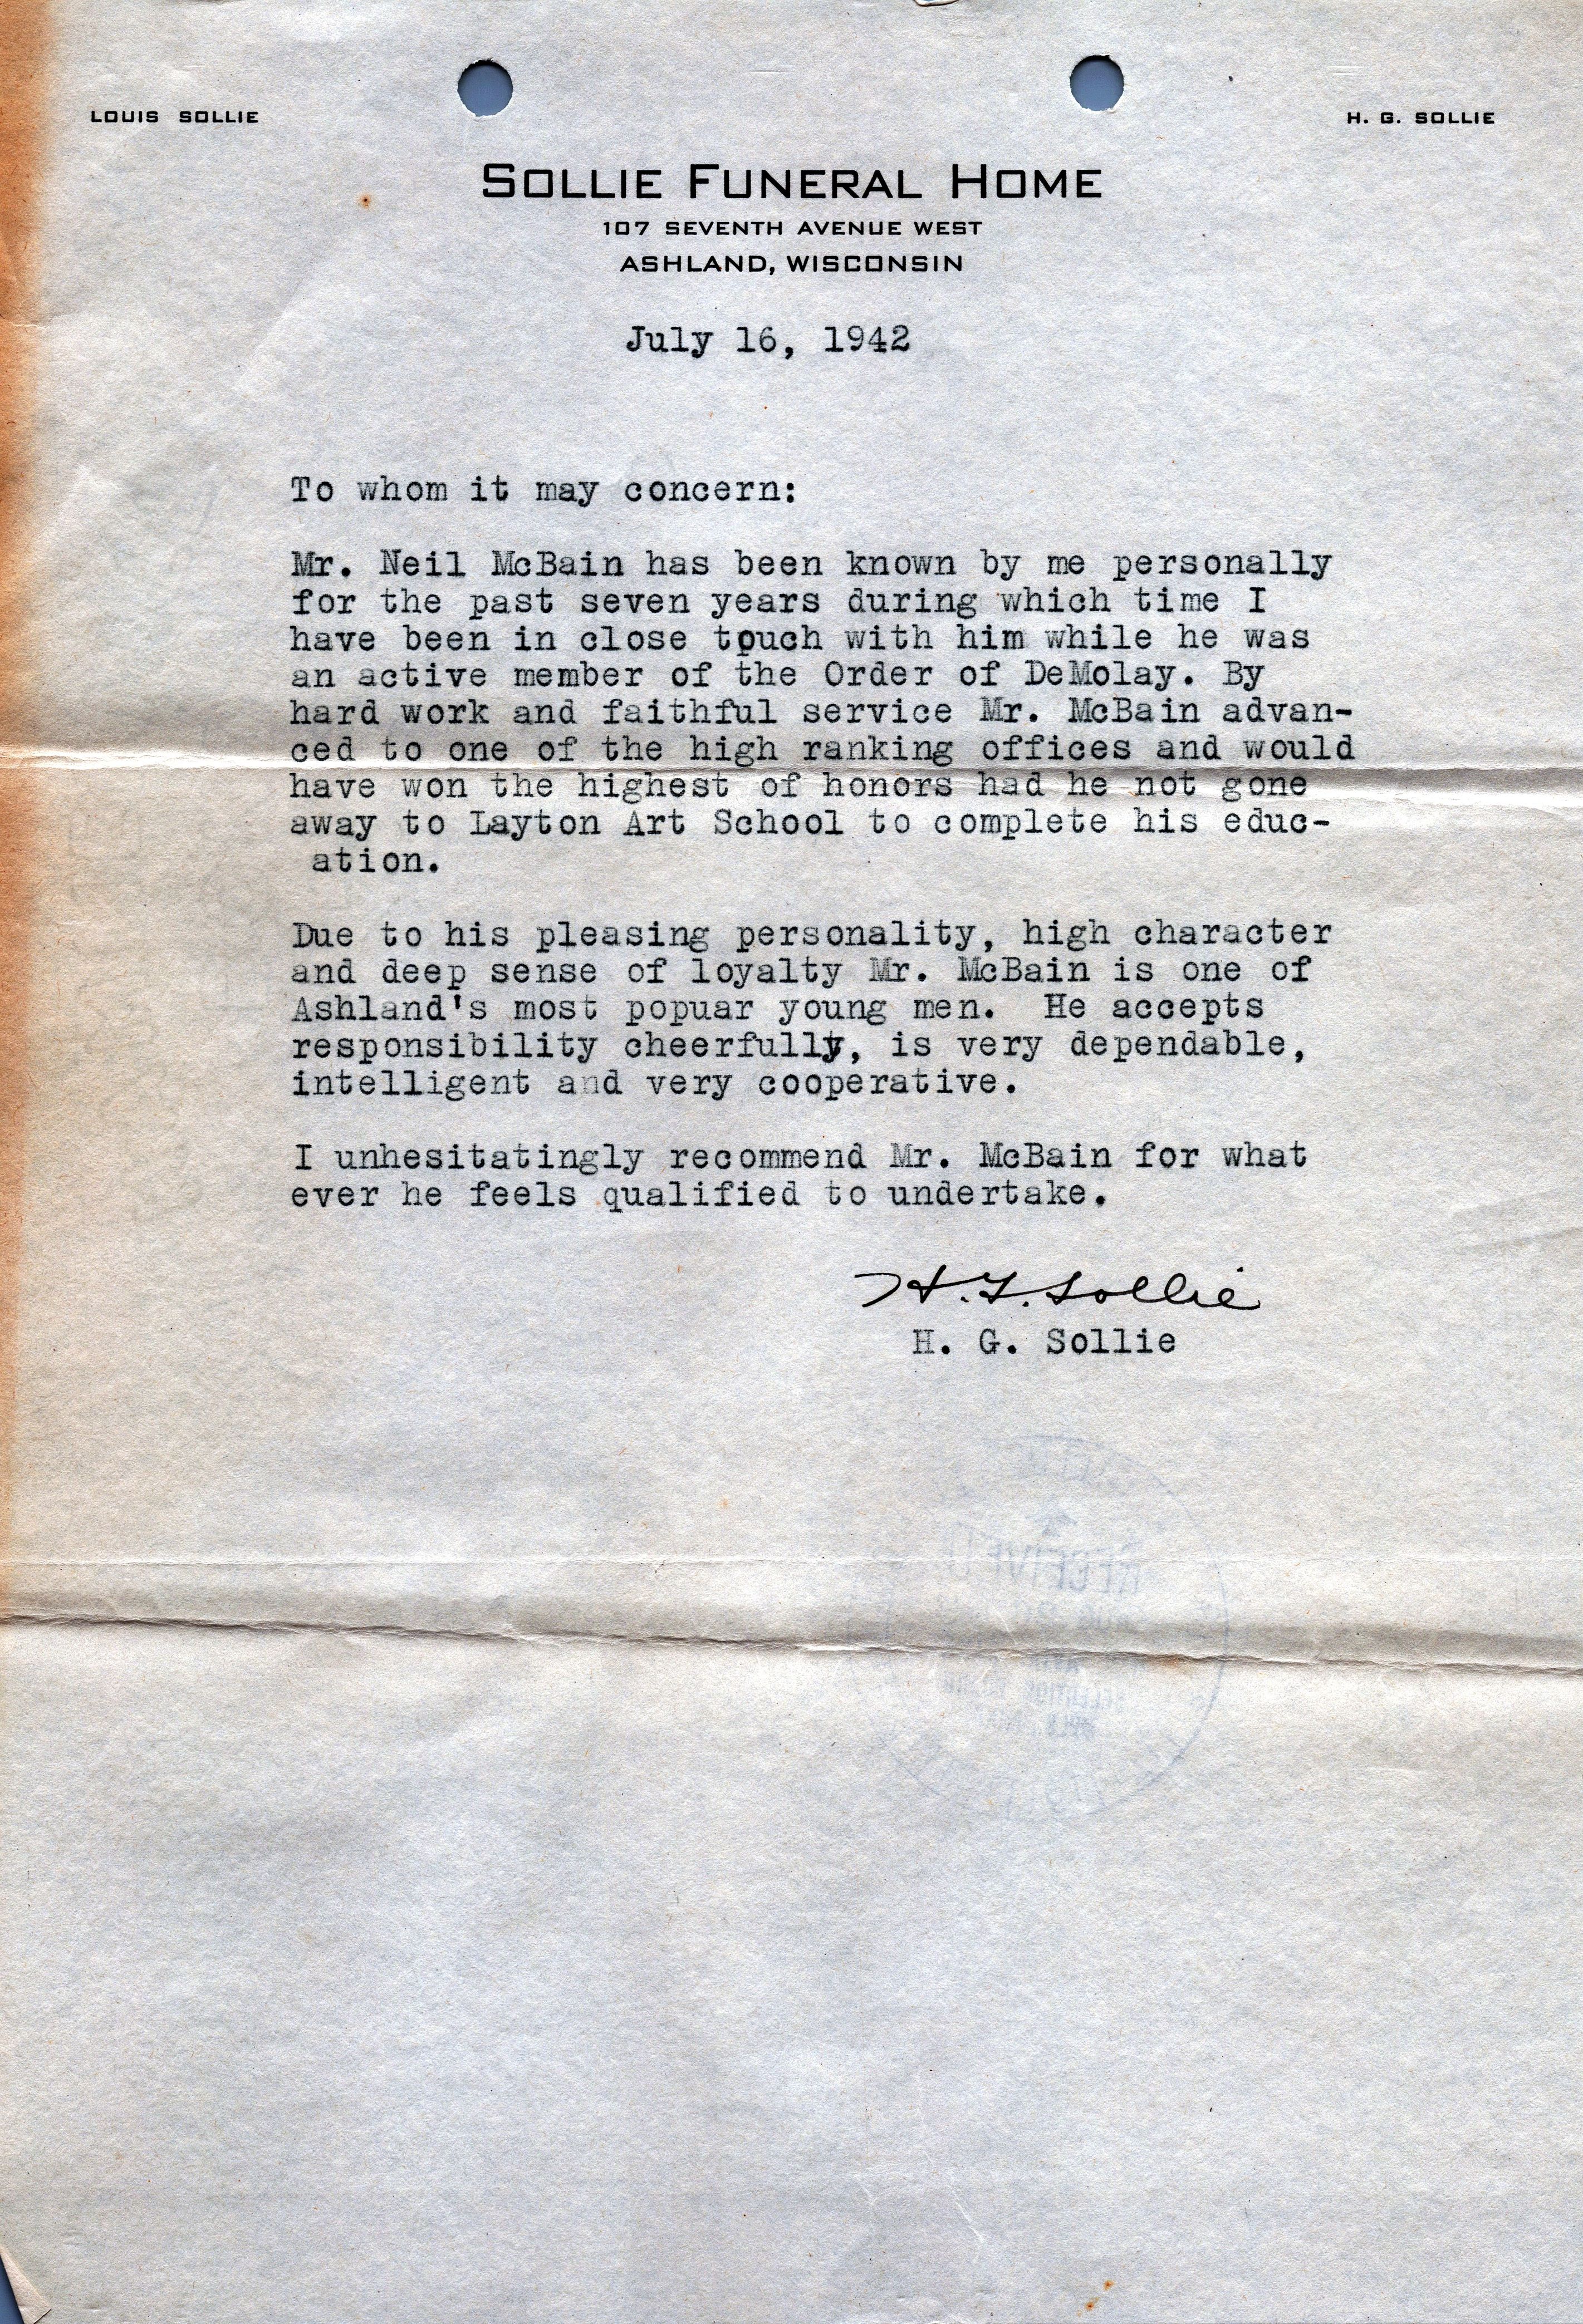 LOUIS SOLLIE
H. G. SOLLIE
SOLLIE FUNERAL HOME
107 SEVENTH AVENUE WEST
ASHLAND, WISCONSIN
July 16, 1942
To whom it may concern:
Mr. Neil McBain has been known by me personally
for the past seven years during which time I
have been in close touch with him while he was
an active member of the Order of DeMolay. By
hard work and faithful service Mr. McBain advan-
ced to one of the high ranking offices and would
have won the highest of honors had he not gone
away to Layton Art School to complete his educ-
ation.
Due to his pleasing personality, high character
and deep sense of loyalty Mr. McBain is one of
Ashland's most popuar young men. He accepts
responsibility cheerfully, is very dependable,
intelligent and very cooperative.
I unhesitatingly recommend Mr. McBain for what
ever he feels qualified to undertake.
H. G. Sollie
H. G. Sollie
RECEIVED